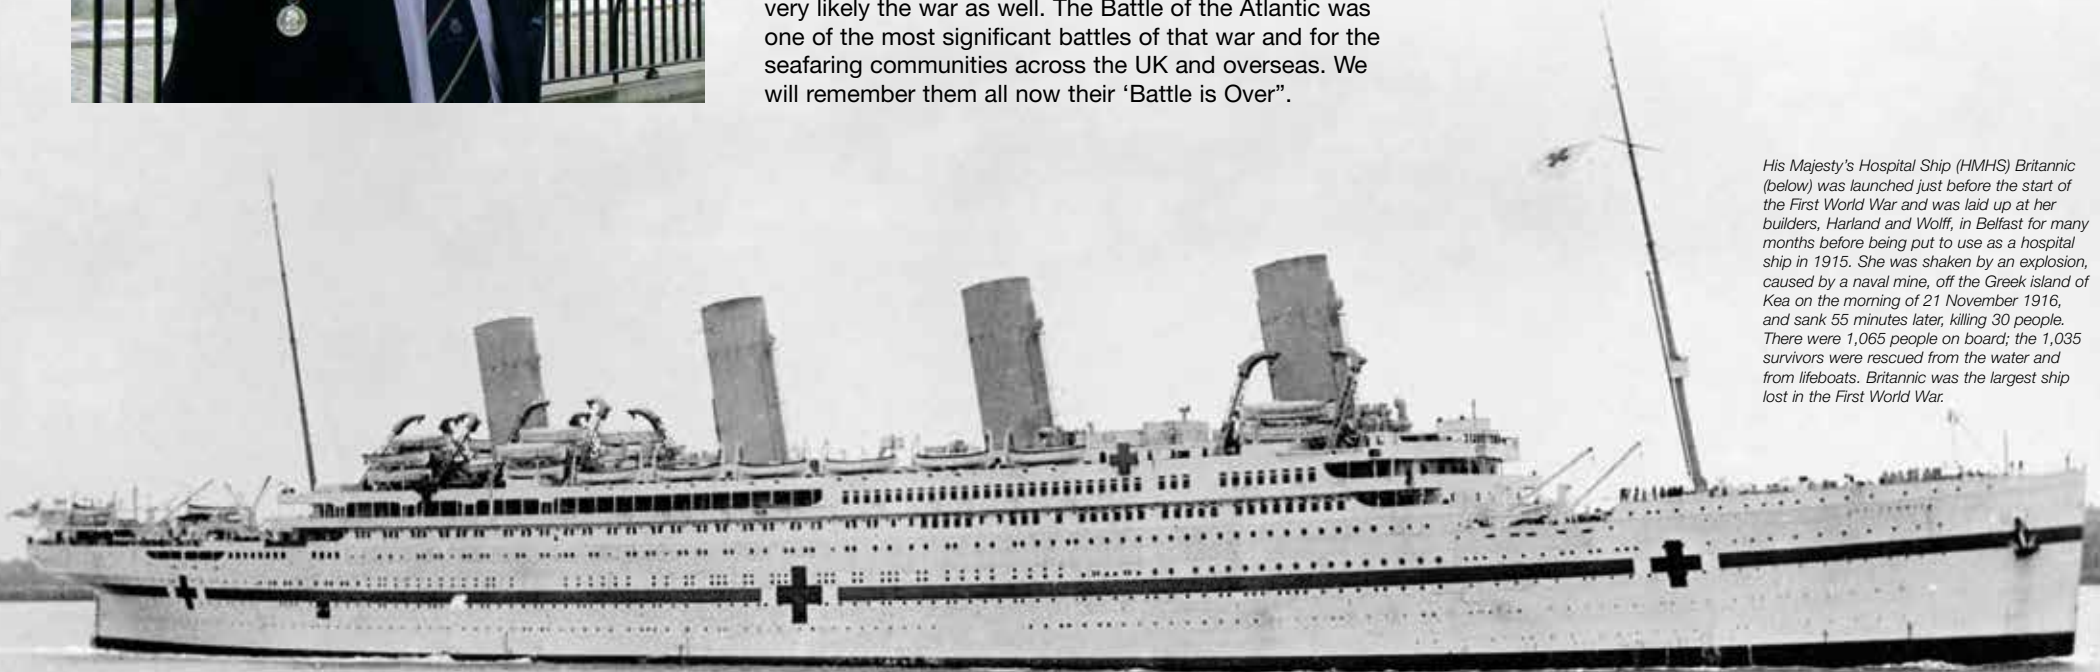 very likely the war as well. The Battle of the Atlantic was
one of the most significant battles of that war and for the
seafaring communities across the UK and overseas. We
will remember them all now their ‘Battle is Over”.
His Majesty’s Hospital Ship (HMHS) Britannic
(below) was launched just before the start of
the First World War and was laid up at her
builders, Harland and Wolff, in Belfast for many
months before being put to use as a hospital
ship in 1915. She was shaken by an explosion,
caused by a naval mine, off the Greek island of
Kea on the morning of 21 November 1916,
and sank 55 minutes later, killing 30 people.
There were 1,065 people on board; the 1,035
survivors were rescued from the water and
from lifeboats. Britannic was the largest ship
lost in the First World War.